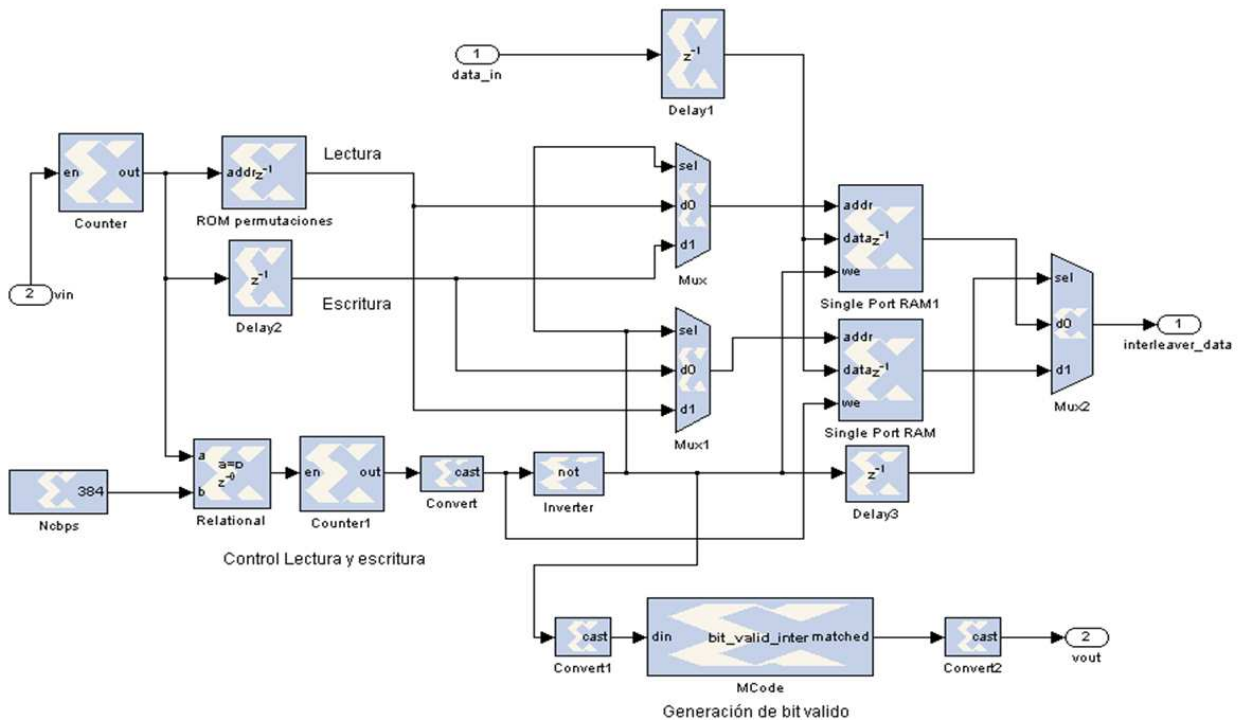 1
data_in
z-1
Delay1
en out
Counter
addr z-1
ROM permutaciones
Lectura
2 vin
z-1
Delay2
Escritura
sel
d0
d1
Mux
sel
d0
d1
Mux1
addr
data z-1
we
Single Port RAM1
addr
data z-1
we
Single Port RAM
sel
d0
d1
Mux2
1
interleaver_data
384
Ncbps
a
b
a=b
z-0
Relational
en out
Counter1
cast
Convert
not
Inverter
z-1
Delay3
Control Lectura y escritura
cast
Convert1
din bit_valid_inter matched
MCode
cast
Convert2
2
vout
Generación de bit valido